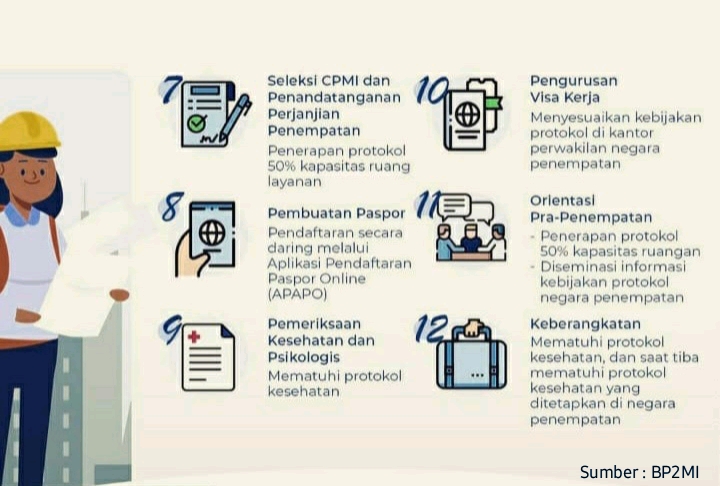 7
Seleksi CPMI dan
Penandatanganan
Perjanjian
Penempatan
Penerapan protokol
50% kapasitas ruang
layanan
8
Pembuatan Paspor
Pendaftaran secara
daring melalui
Aplikasi Pendaftaran
Paspor Online
(APAPO)
9
Pemeriksaan
Kesehatan dan
Psikologis
Mematuhi protokol
kesehatan
10
Pengurusan
Visa Kerja
Menyesuaikan kebijakan
protokol di kantor
perwakilan negara
penempatan
11
Orientasi
Pra-Penempatan
- Penerapan protokol
50% kapasitas ruangan
- Diseminasi informasi
kebijakan protokol
negara penempatan
12
Keberangkatan
Mematuhi protokol
kesehatan, dan saat tiba
mematuhi protokol
kesehatan yang
ditetapkan di negara
penempatan
Sumber : BP2MI